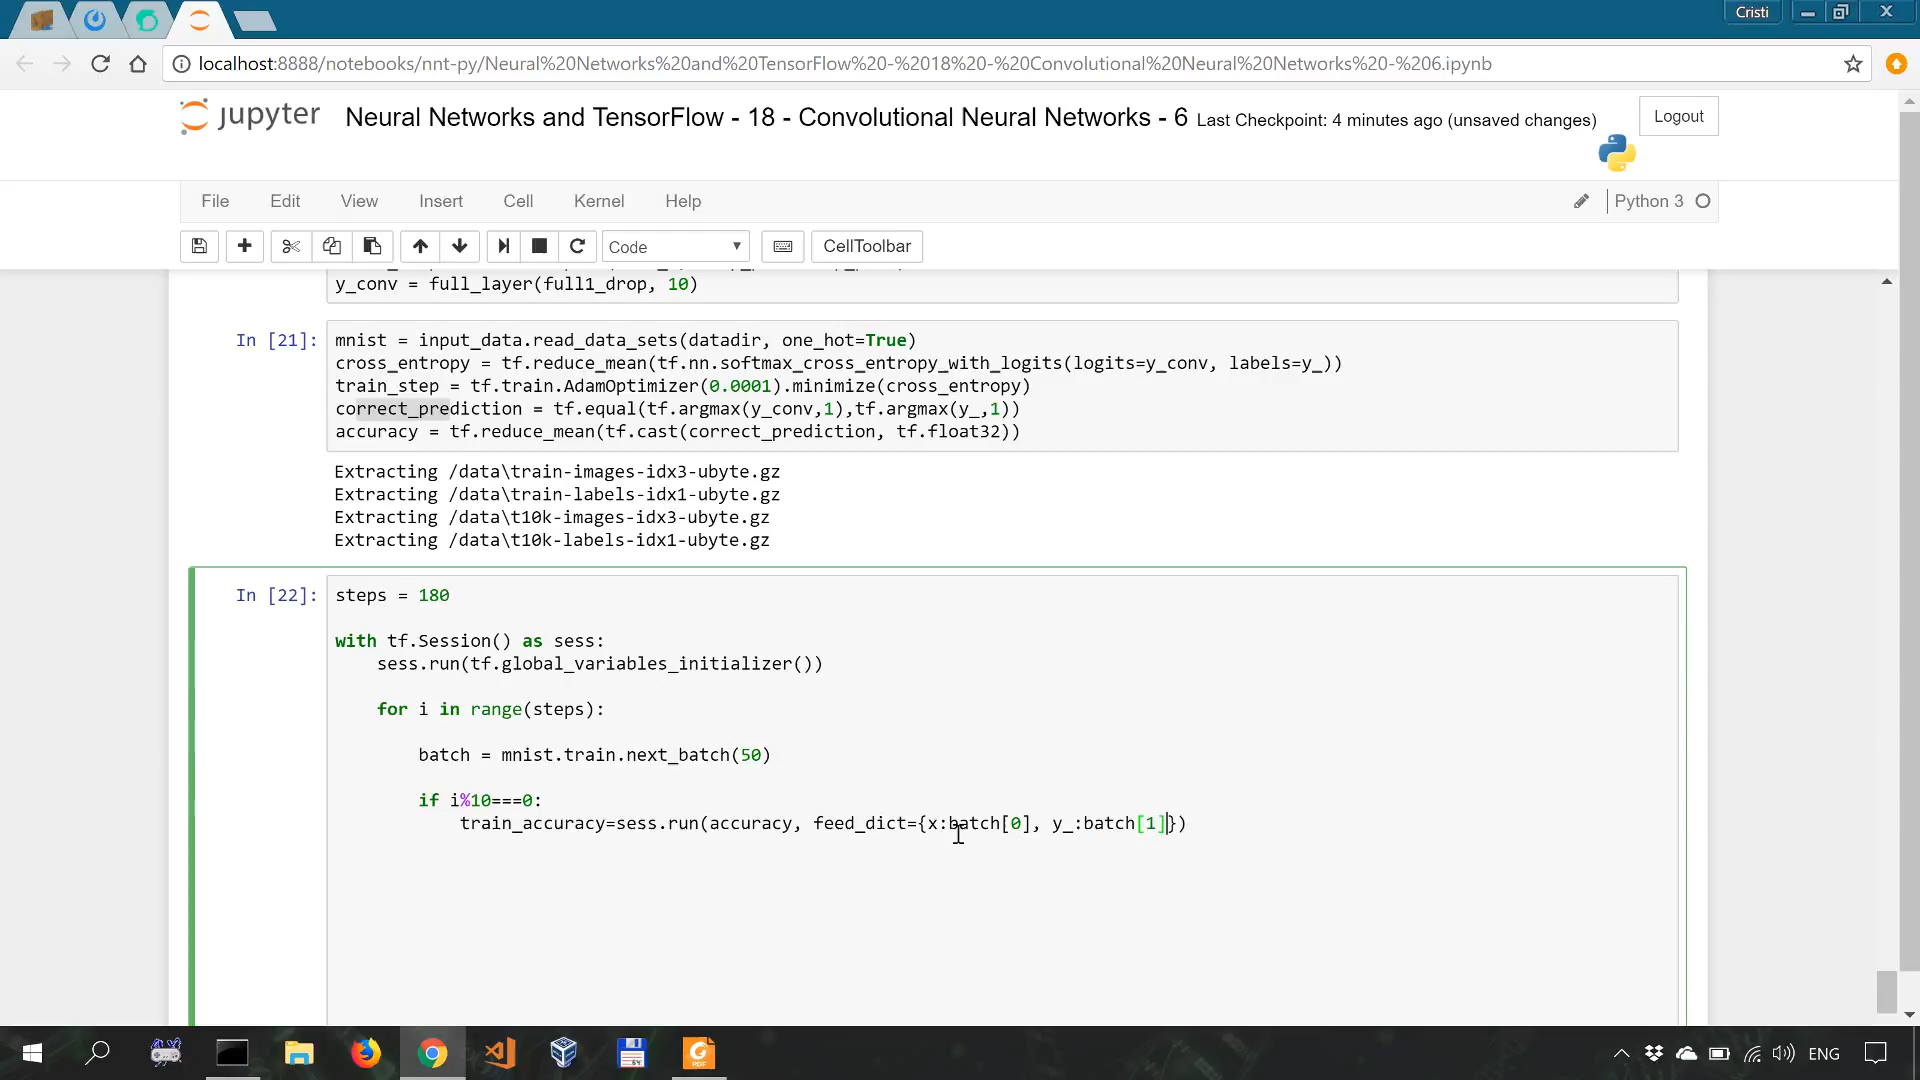 Cristi
localhost:8888/notebooks/nnt-py/Neural%20Networks%20and%20TensorFlow%20-%2018%20-%20Convolutional%20Neural%20Networks%20-%206.ipynb
jupyter Neural Networks and TensorFlow - 18 - Convolutional Neural Networks - 6 Last Checkpoint: 4 minutes ago (unsaved changes) Logout
File Edit View Insert Cell Kernel Help Python 3
Code CellToolbar
y_conv = full_layer(full1_drop, 10)
In [21]: mnist = input_data.read_data_sets(datadir, one_hot=True)
cross_entropy = tf.reduce_mean(tf.nn.softmax_cross_entropy_with_logits(logits=y_conv, labels=y_))
train_step = tf.train.AdamOptimizer(0.0001).minimize(cross_entropy)
correct_prediction = tf.equal(tf.argmax(y_conv,1),tf.argmax(y_,1))
accuracy = tf.reduce_mean(tf.cast(correct_prediction, tf.float32))
Extracting /data\train-images-idx3-ubyte.gz
Extracting /data\train-labels-idx1-ubyte.gz
Extracting /data\t10k-images-idx3-ubyte.gz
Extracting /data\t10k-labels-idx1-ubyte.gz
In [22]: steps = 180
with tf.Session() as sess:
sess.run(tf.global_variables_initializer())
for i in range(steps):
batch = mnist.train.next_batch(50)
if i%10===0:
train_accuracy=sess.run(accuracy, feed_dict={x:batch[0], y_:batch[1]})
ENG